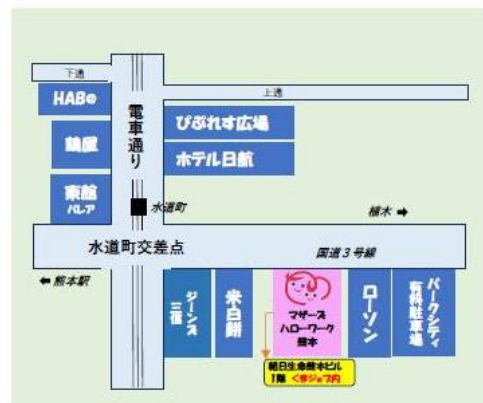 下通
上通
HAB@
電車通り
びぷれす広場
鶴屋
ホテル日航
東館
パレア
水道町
植木 ➡
水道町交差点
国道3号線
⬅ 熊本駅
ジーンズ
三信
米白餅
マザーズ
ハローワーク
熊本
ローソン
パークシティ
有料駐車場
朝日生命熊本ビル
1階 くまジョブ内